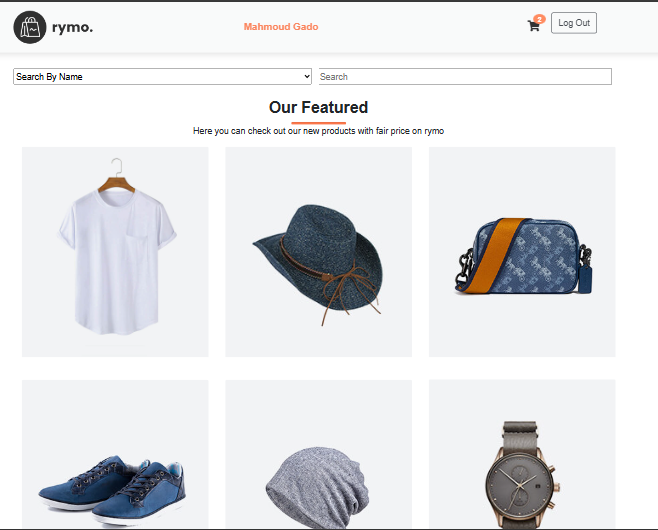 rymo.
Mahmoud Gado
2
Log Out
Search By Name
Search
Our Featured
Here you can check out our new products with fair price on rymo